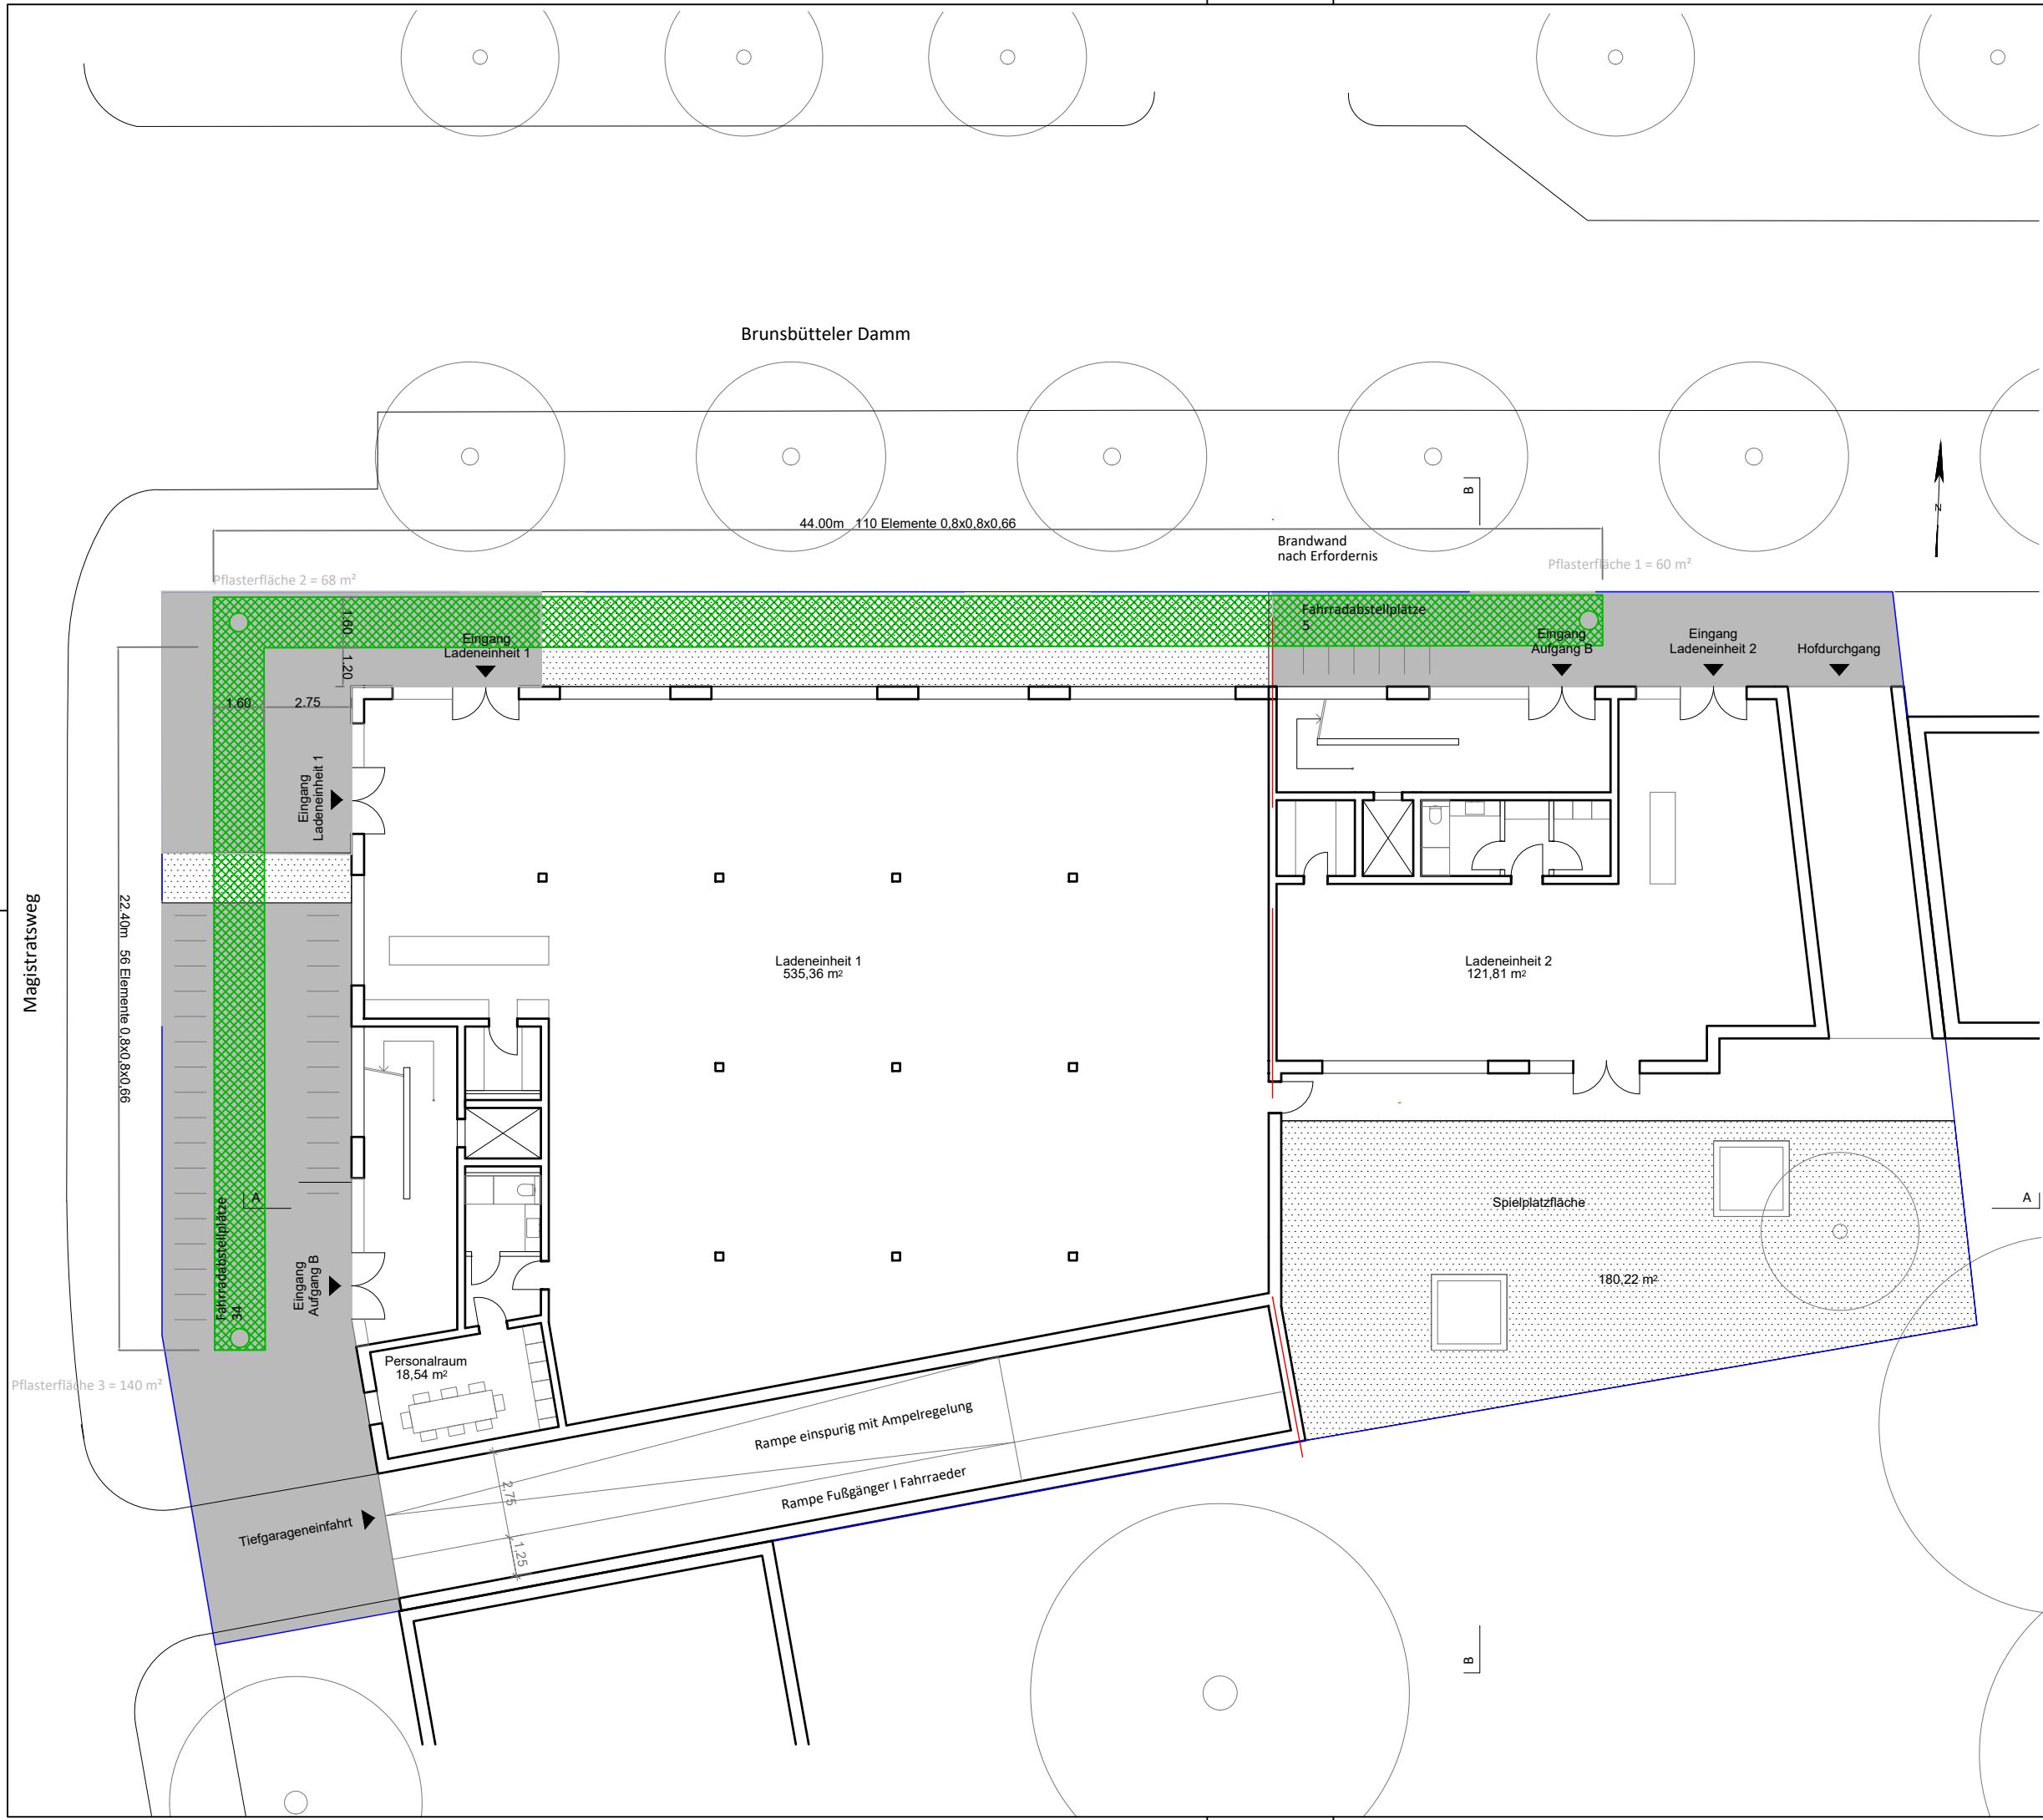 Brunsbütteler Damm
B
N
44.00m 110 Elemente 0,8x0,8x0,66
Brandwand
nach Erfordernis
Pflasterfläche 1 = 60 m²
Pflasterfläche 2 = 68 m²
1.60
1.20
Eingang
Ladeneinheit 1
Fahrradabstellplätze
5
Eingang
Aufgang B
Eingang
Ladeneinheit 2
Hofdurchgang
1.60
2.75
Eingang
Ladeneinheit 1
Magistratsweg
22.40m 56 Elemente 0,8x0,8x0,66
Ladeneinheit 1
535,36 m²
Ladeneinheit 2
121,81 m²
A
Fahrradabstellplätze
34
Eingang
Aufgang B
Spielplatzfläche
A
180,22 m²
Personalraum
18,54 m²
Pflasterfläche 3 = 140 m²
Rampe einspurig mit Ampelregelung
Rampe Fußgänger I Fahrraeder
2,75
1,25
Tiefgarageneinfahrt
B